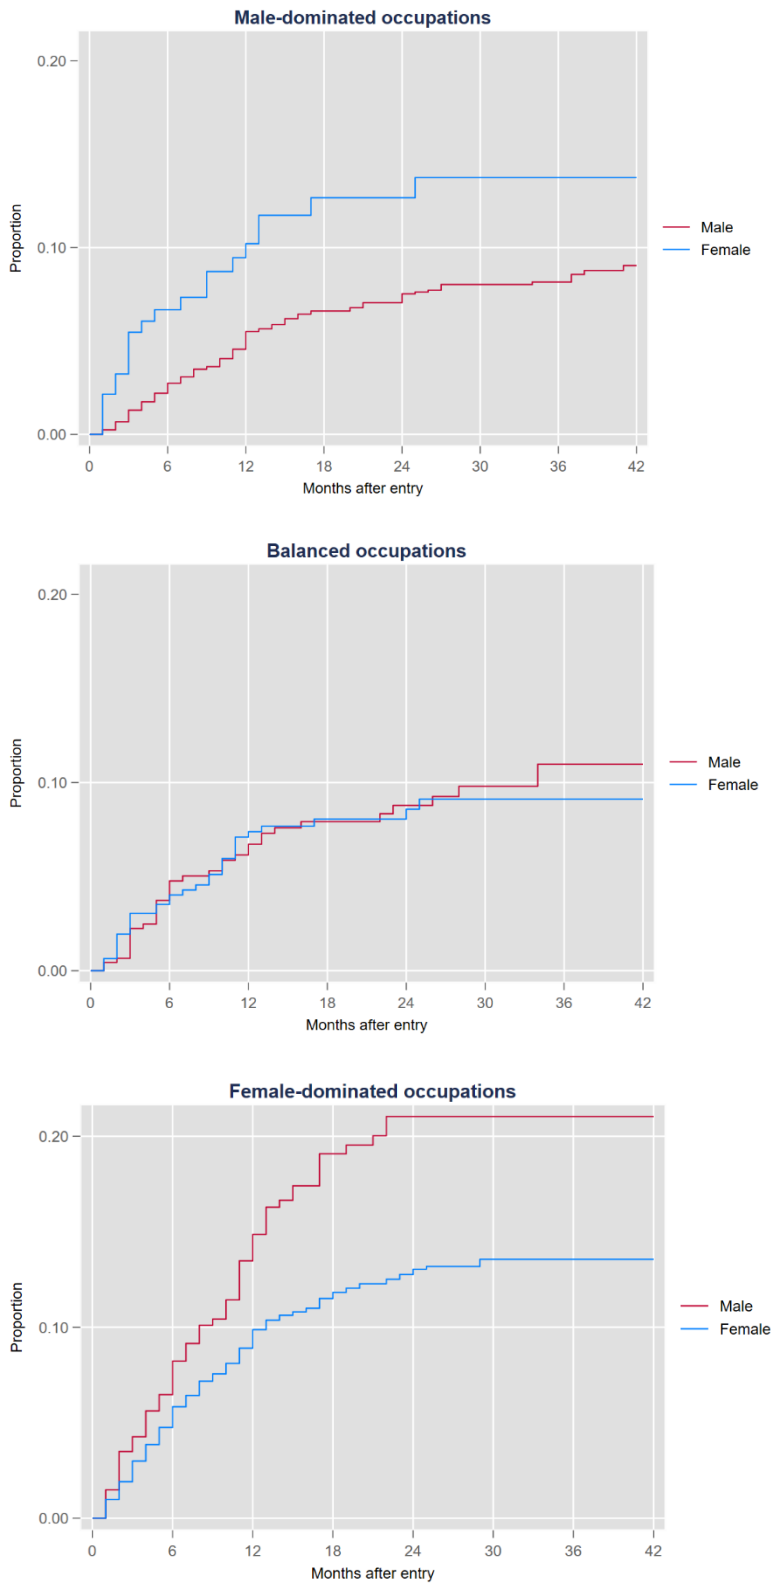 Male-dominated occupations
0.20
0.10
0.00
Proportion
0 6 12 18 24 30 36 42
Months after entry
Male
Female
Balanced occupations
0.20
0.10
0.00
Proportion
0 6 12 18 24 30 36 42
Months after entry
Male
Female
Female-dominated occupations
0.20
0.10
0.00
Proportion
0 6 12 18 24 30 36 42
Months after entry
Male
Female